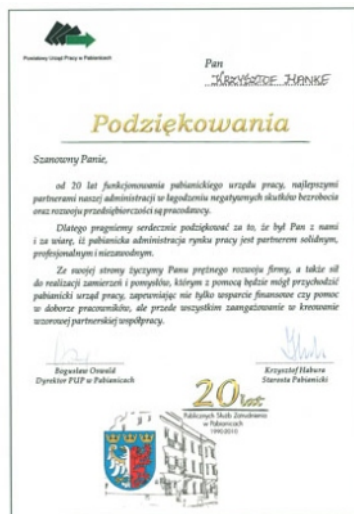 Powiatowy Urząd Pracy w Pabianicach
Pan
KRZYSZTOF HANKE
Podziękowania
Szanowny Panie,
od 20 lat funkcjonowania pabianickiego urzędu pracy, najlepszymi
partnerami naszej administracji w łagodzeniu negatywnych skutków bezrobocia
oraz rozwoju przedsiębiorczości są pracodawcy.
Dlatego pragniemy serdecznie podziękować za to, że był Pan z nami
i za wiarę, iż pabianicka administracja rynku pracy jest partnerem solidnym,
profesjonalnym i niezawodnym.
Ze swojej strony życzymy Panu prężnego rozwoju firmy, a także sił
do realizacji zamierzeń i pomysłów, którym z pomocą będzie mógł przychodzić
pabianicki urząd pracy, zapewniając nie tylko wsparcie finansowe czy pomoc
w doborze pracowników, ale przede wszystkim zaangażowanie w kreowanie
wzorowej partnerskiej współpracy.
Bogusław Oswald
Dyrektor PUP w Pabianicach
Krzysztof Habura
Starosta Pabianicki
20 lat
Publicznych Służb Zatrudnienia
w Pabianicach
1990-2010